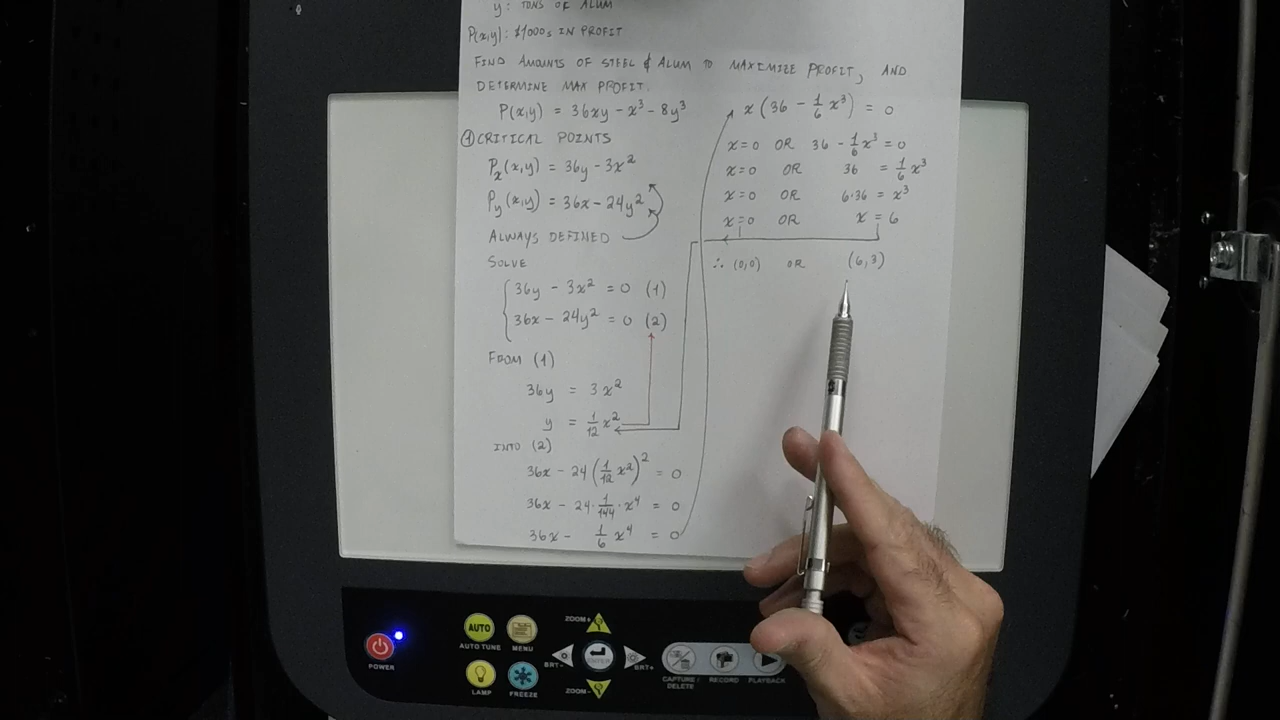 y: TONS OF ALUM
P(x,y): $1000s IN PROFIT
FIND AMOUNTS OF STEEL & ALUM TO MAXIMIZE PROFIT, AND
DETERMINE MAX PROFIT.
P(x,y) = 36xy - x³ - 8y³
① CRITICAL POINTS
Pₓ(x,y) = 36y - 3x²
Pᵧ(x,y) = 36x - 24y²
ALWAYS DEFINED
SOLVE
36y - 3x² = 0 (1)
36x - 24y² = 0 (2)
FROM (1)
36y = 3x²
y = 1/12 x²
INTO (2)
36x - 24(1/12 x²)² = 0
36x - 24·1/144·x⁴ = 0
36x - 1/6 x⁴ = 0
x(36 - 1/6 x³) = 0
x=0 OR 36 - 1/6 x³ = 0
x=0 OR 36 = 1/6 x³
x=0 OR 6·36 = x³
x=0 OR x = 6
∴ (0,0) OR (6,3)
POWER
AUTO
AUTO TUNE
MENU
LAMP
FREEZE
ZOOM+
BRT-
ENTER
BRT+
ZOOM-
CAPTURE/
DELETE
RECORD
PLAYBACK